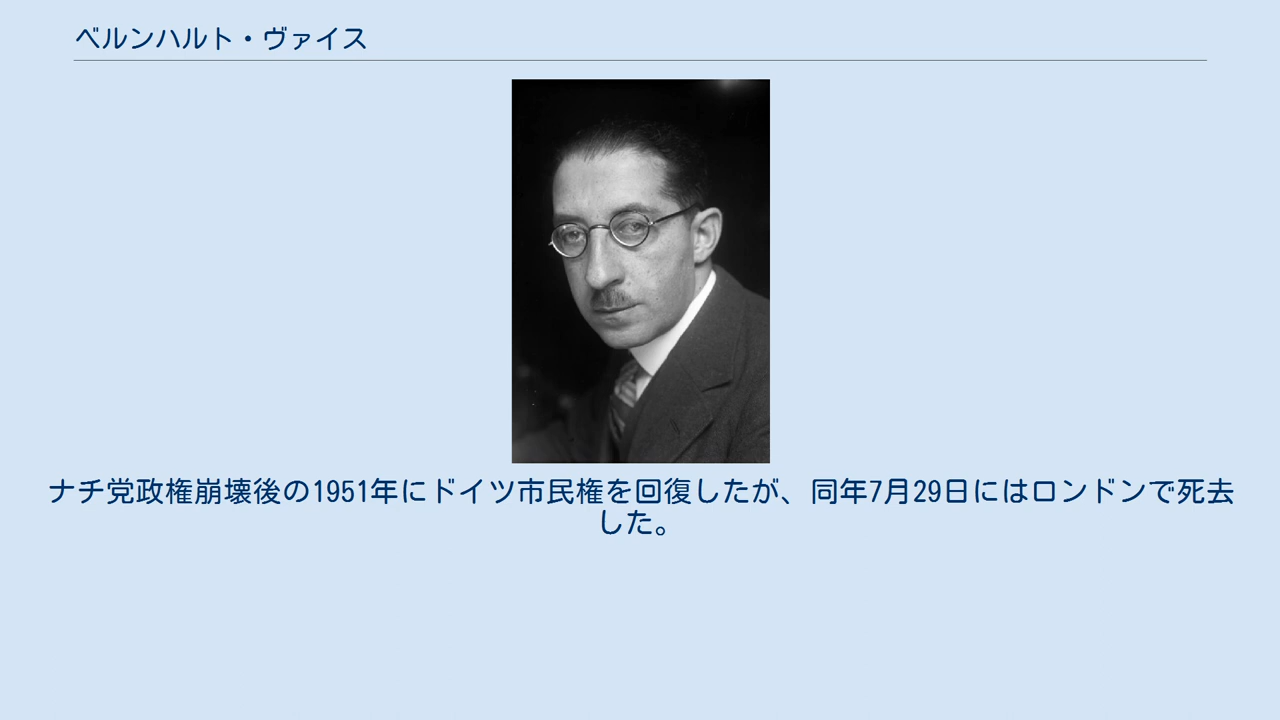 ベルンハルト・ヴァイス
ナチ党政権崩壊後の1951年にドイツ市民権を回復したが、同年7月29日にはロンドンで死去
した。